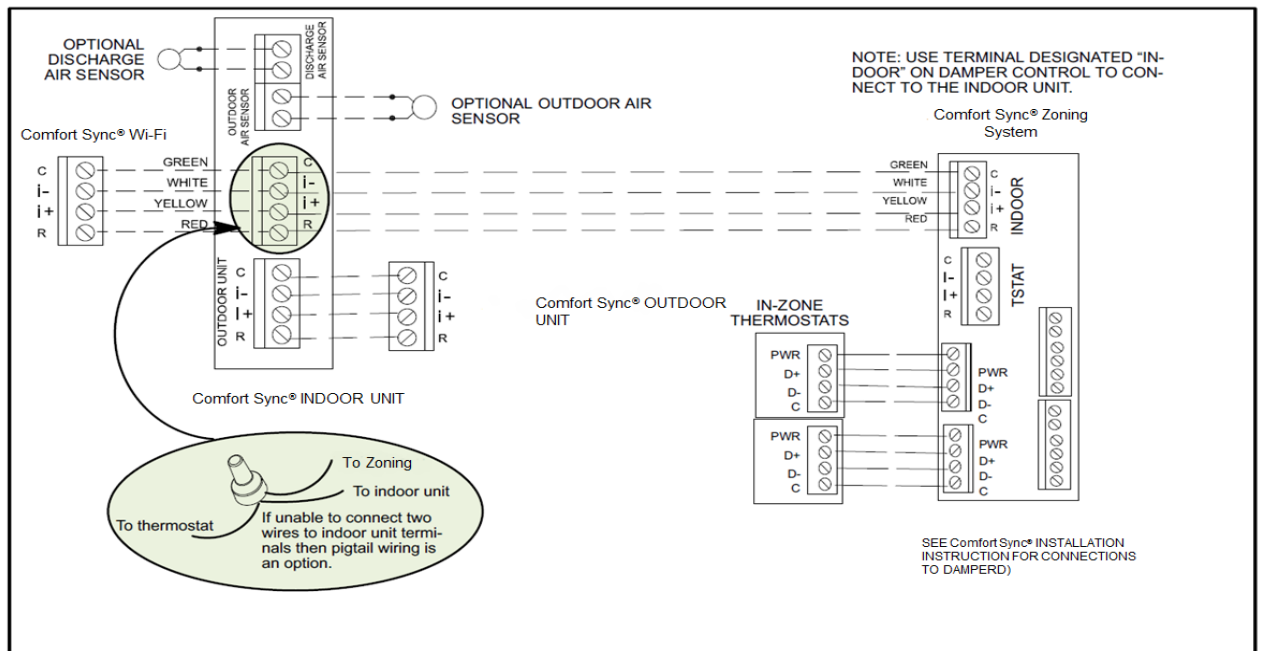 OPTIONAL
DISCHARGE
AIR SENSOR
DISCHARGE
AIR SENSOR
OUTDOOR
AIR SENSOR
OPTIONAL OUTDOOR AIR
SENSOR
NOTE: USE TERMINAL DESIGNATED “IN-
DOOR” ON DAMPER CONTROL TO CON-
NECT TO THE INDOOR UNIT.
Comfort Sync® Wi-Fi
C
i-
i+
R
GREEN
WHITE
YELLOW
RED
C
i-
i+
R
Comfort Sync® Zoning
System
GREEN
WHITE
YELLOW
RED
C
i-
i+
R
INDOOR
C
I-
I+
R
TSTAT
OUTDOOR UNIT
C
i-
I+
R
C
i-
i+
R
Comfort Sync® OUTDOOR
UNIT
Comfort Sync® INDOOR UNIT
IN-ZONE
THERMOSTATS
PWR
D+
D-
C
PWR
D+
D-
C
PWR
D+
D-
C
PWR
D+
D-
C
To Zoning
To indoor unit
To thermostat
If unable to connect two
wires to indoor unit termi-
nals then pigtail wiring is
an option.
SEE Comfort Sync® INSTALLATION
INSTRUCTION FOR CONNECTIONS
TO DAMPERD)